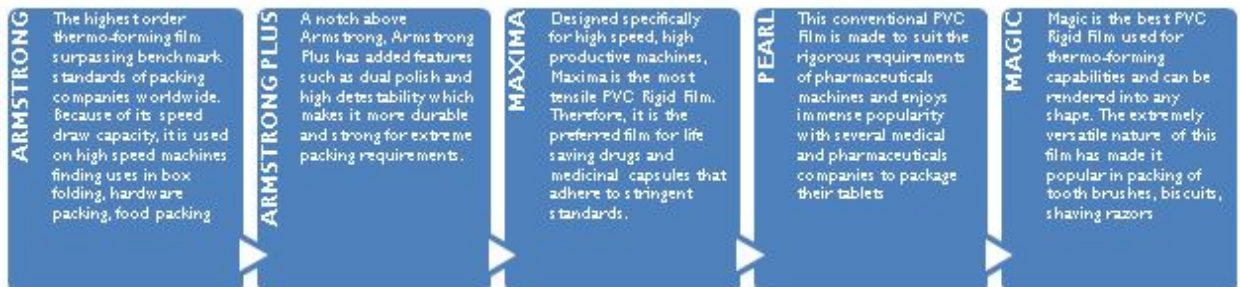 ARMSTRONG
The highest order
thermo-forming film
surpassing benchmark
standards of packing
companies worldwide.
Because of its speed
draw capacity, it is used
on high speed machines
finding uses in box
folding, hardware
packing, food packing
ARMSTRONG PLUS
A notch above
Armstrong, Armstrong
Plus has added features
such as dual polish and
high detestability which
makes it more durable
and strong for extreme
packing requirements.
MAXIMA
Designed specifically
for high speed, high
productive machines,
Maxima is the most
tensile PVC Rigid Film.
Therefore, it is the
preferred film for life
saving drugs and
medicinal capsules that
adhere to stringent
standards.
PEARL
This conventional PVC
Film is made to suit the
rigorous requirements
of pharmaceuticals
machines and enjoys
immense popularity
with several medical
and pharmaceuticals
companies to package
their tablets
MAGIC
Magic is the best PVC
Rigid Film used for
thermo-forming
capabilities and can be
rendered into any
shape. The extremely
versatile nature of this
film has made it
popular in packing of
tooth brushes, biscuits,
shaving razors